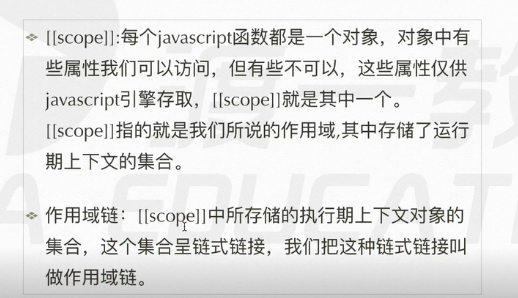 [[scope]]:每个javascript函数都是一个对象，对象中有
些属性我们可以访问，但有些不可以，这些属性仅供
javascript引擎存取，[[scope]]就是其中一个。
[[scope]]指的就是我们所说的作用域,其中存储了运行
期上下文的集合。
作用域链：[[scope]]中所存储的执行期上下文对象的
集合，这个集合呈链式链接，我们把这种链式链接叫
做作用域链。